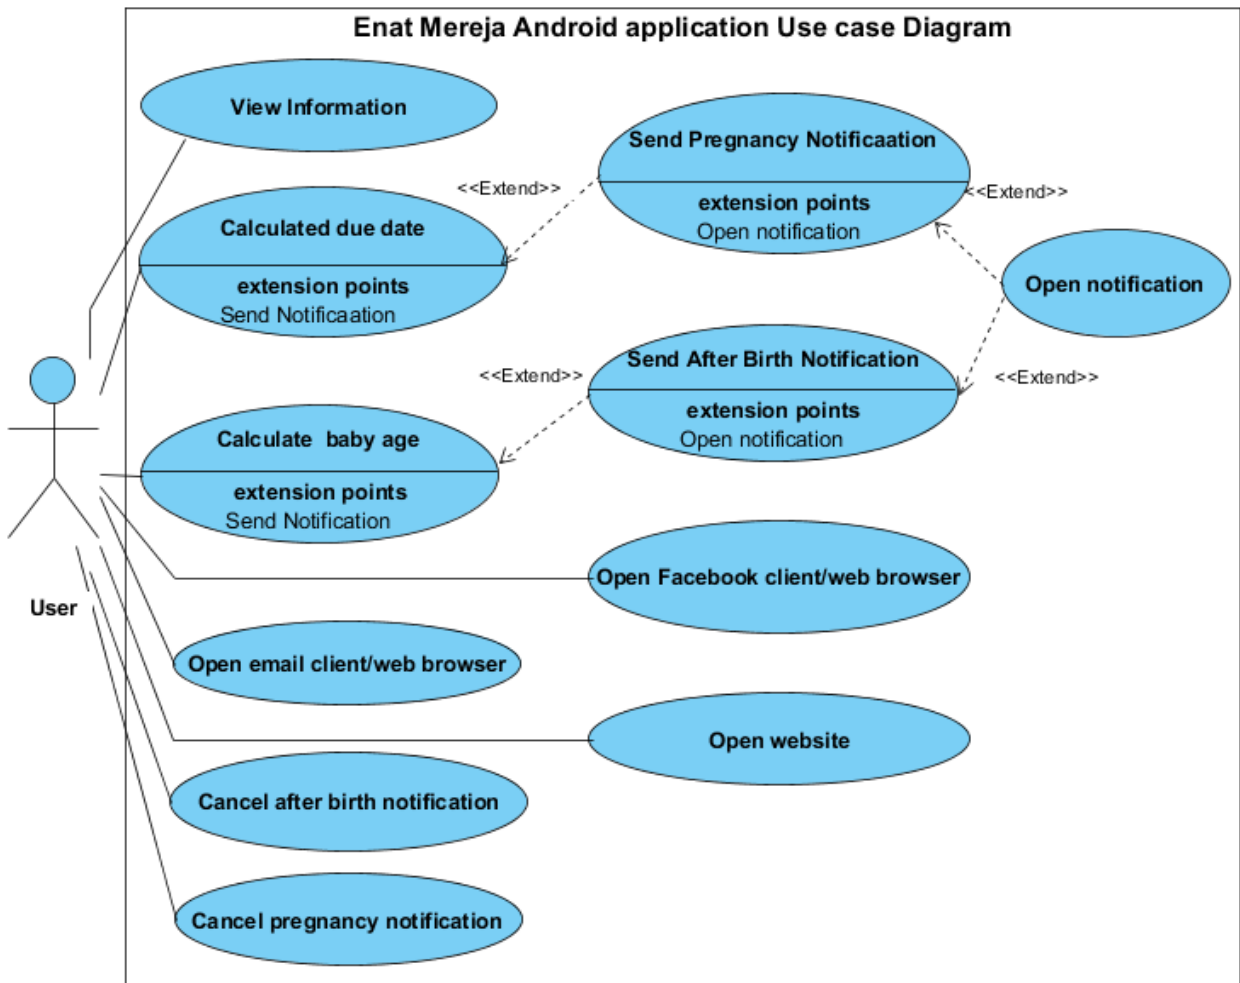 Enat Mereja Android application Use case Diagram
View Information
Send Pregnancy Notificaation
extension points
Open notification
<<Extend>>
<<Extend>>
Calculated due date
extension points
Send Notificaation
Open notification
Send After Birth Notification
extension points
Open notification
<<Extend>>
<<Extend>>
Calculate baby age
extension points
Send Notification
Open Facebook client/web browser
User
Open email client/web browser
Open website
Cancel after birth notification
Cancel pregnancy notification